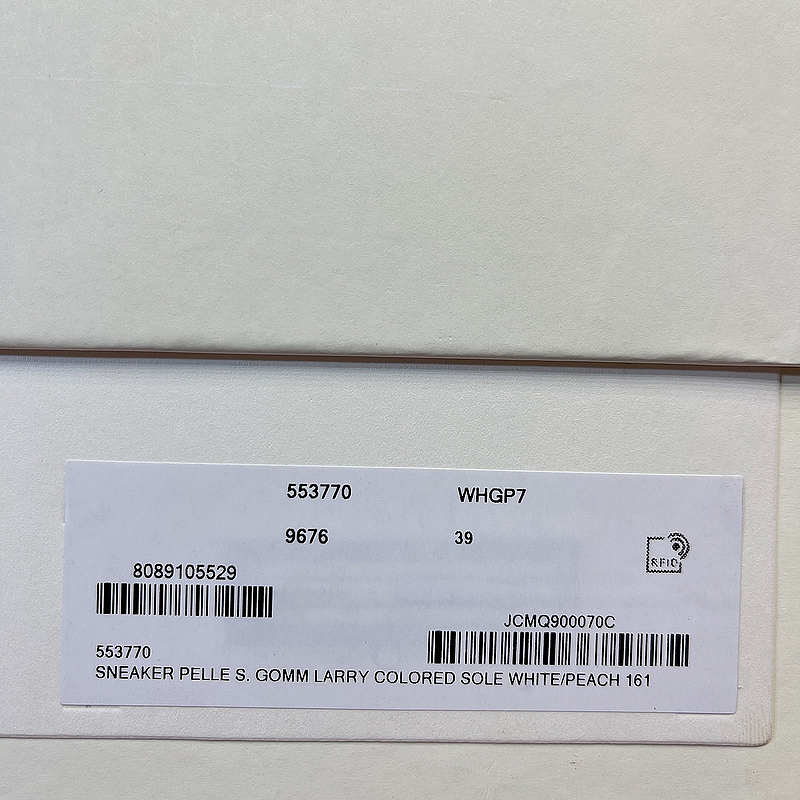 553770 WHGP7
9676 39
RFID
8089105529
JCMQ900070C
553770
SNEAKER PELLE S. GOMM LARRY COLORED SOLE WHITE/PEACH 161